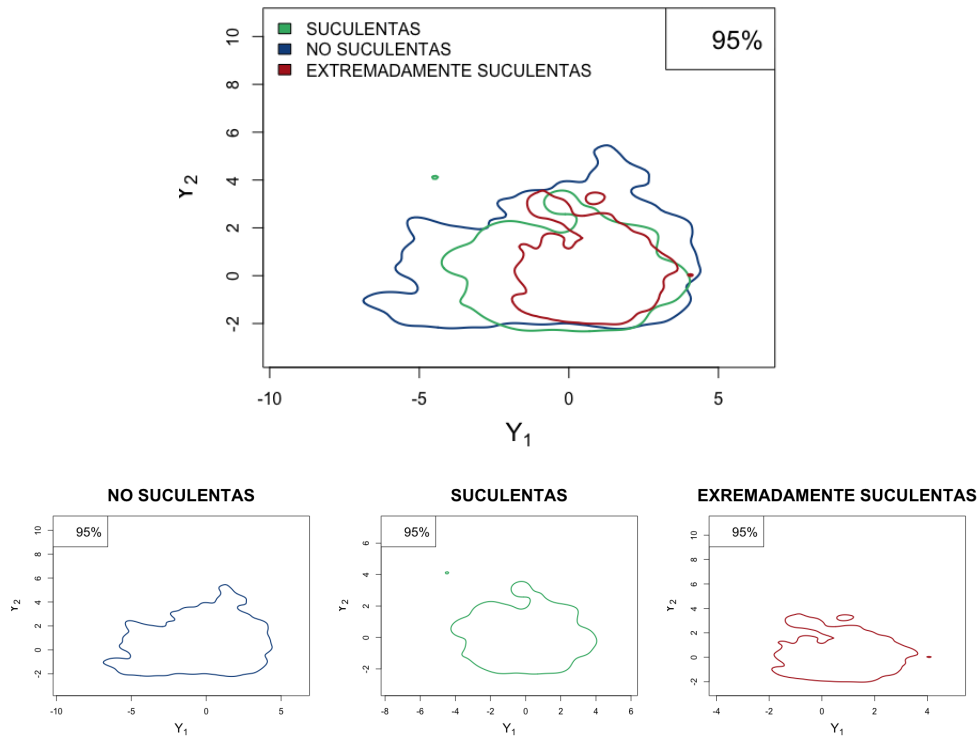 SUCULENTAS
NO SUCULENTAS
EXTREMADAMENTE SUCULENTAS
95%
10
8
6
4
2
0
-2
Y2
-10 -5 0 5
Y1
NO SUCULENTAS
95%
10
8
6
4
2
0
-2
Y2
-10 -5 0 5
Y1
SUCULENTAS
95%
6
4
2
0
-2
Y2
-8 -6 -4 -2 0 2 4 6 8
Y1
EXREMADAMENTE SUCULENTAS
95%
10
8
6
4
2
0
-2
Y2
-4 -2 0 2 4
Y1